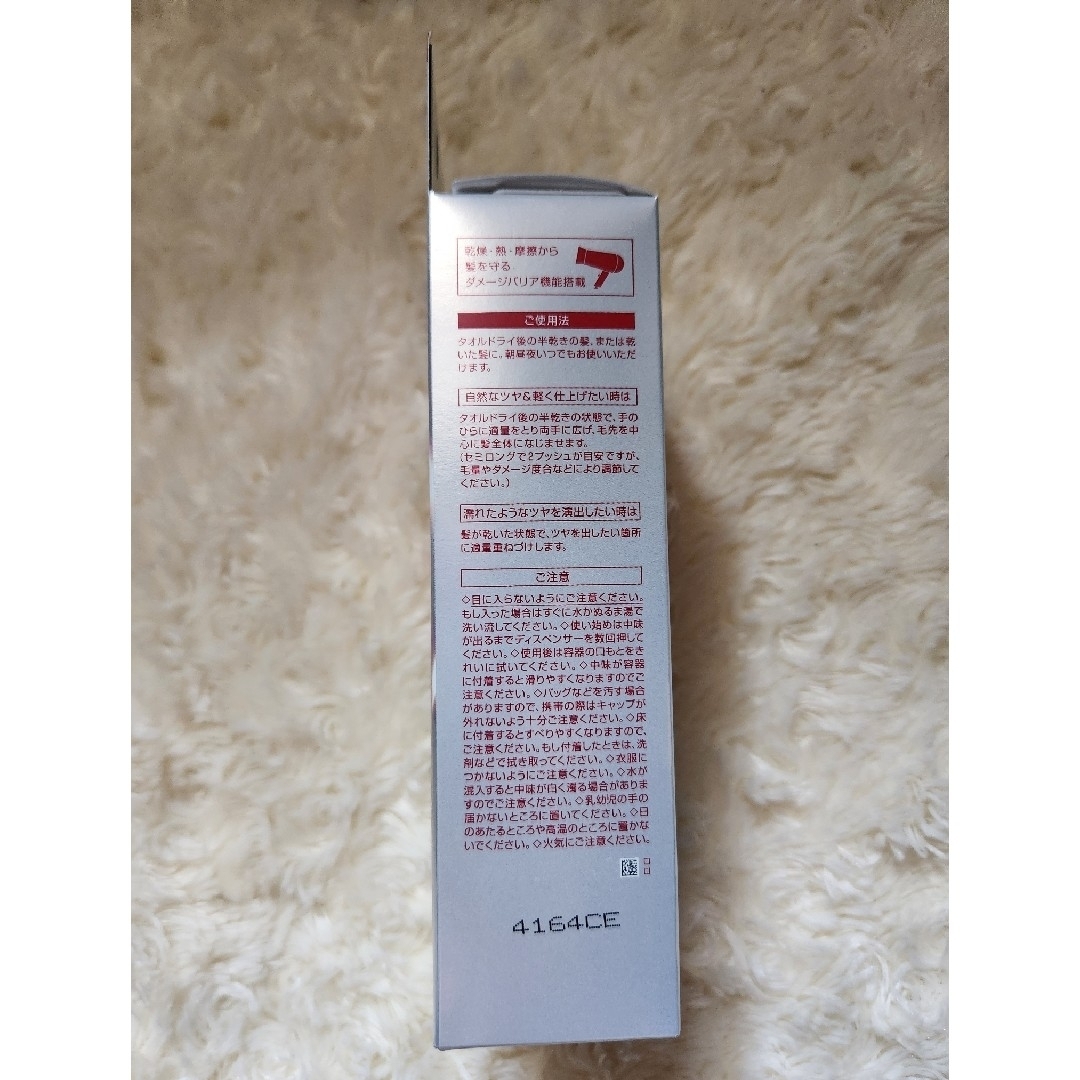 乾燥・熱・摩擦から
髪を守る
ダメージバリア機能搭載
ご使用法
タオルドライ後の半乾きの髪、または乾
いた髪に。朝昼夜いつでもお使いいただ
けます。
自然なツヤ&軽く仕上げたい時は
タオルドライ後の半乾きの状態で、手の
ひらに適量をとり両手に広げ、毛先を中
心に髪全体になじませます。
(セミロングで2プッシュが目安ですが、
毛量やダメージ度合などにより調節して
ください。)
濡れたようなツヤを演出したい時は
髪が乾いた状態で、ツヤを出したい箇所
に適量重ねづけします。
ご注意
◇目に入らないようにご注意ください。
もし入った場合はすぐに水かぬるま湯で
洗い流してください。◇使い始めは中味
が出るまでディスペンサーを数回押して
ください。◇使用後は容器の口もとをき
れいに拭いてください。◇中味が容器
に付着すると滑りやすくなりますのでご
注意ください。◇バッグなどを汚す場合
がありますので、携帯の際はキャップが
外れないよう十分ご注意ください。◇床
に付着するとすべりやすくなりますので、
ご注意ください。もし付着したときは、洗
剤などで拭き取ってください。◇衣服に
つかないようにご注意ください。◇水が
混入すると中味が白く濁る場合がありま
すのでご注意ください。◇乳幼児の手の
届かないところに置いてください。◇日
のあたるところや高温のところに置かな
いでください。◇火気にご注意ください。
4164CE